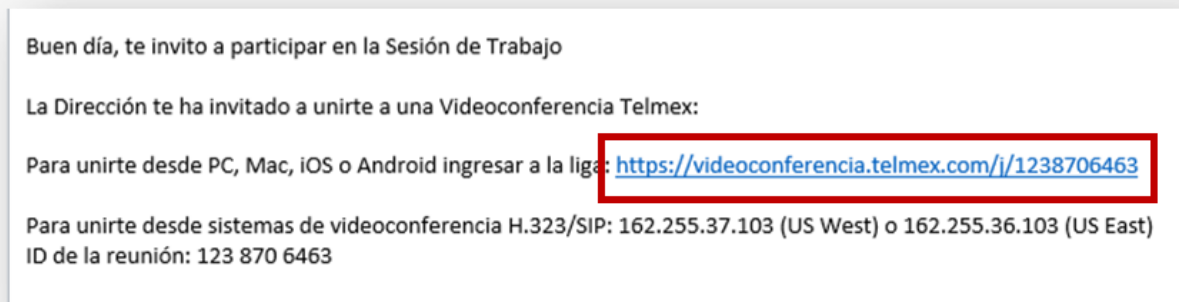 Buen día, te invito a participar en la Sesión de Trabajo
La Dirección te ha invitado a unirte a una Videoconferencia Telmex:
Para unirte desde PC, Mac, iOS o Android ingresar a la liga: https://videoconferencia.telmex.com/j/1238706463
Para unirte desde sistemas de videoconferencia H.323/SIP: 162.255.37.103 (US West) o 162.255.36.103 (US East)
ID de la reunión: 123 870 6463